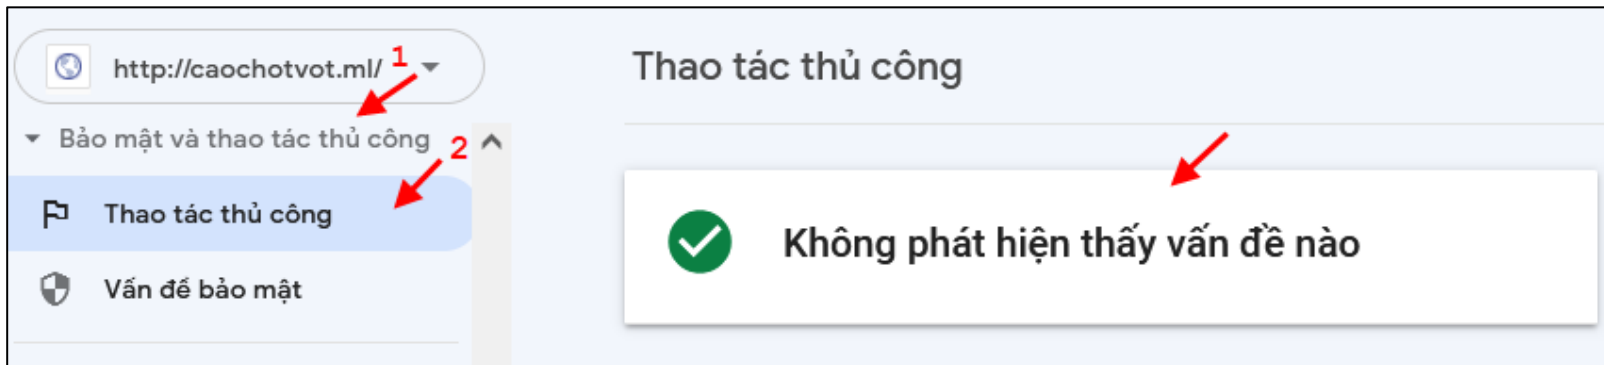 http://caochotvot.ml/ 1
Bảo mật và thao tác thủ công
2
Thao tác thủ công
Vấn đề bảo mật
Thao tác thủ công
Không phát hiện thấy vấn đề nào